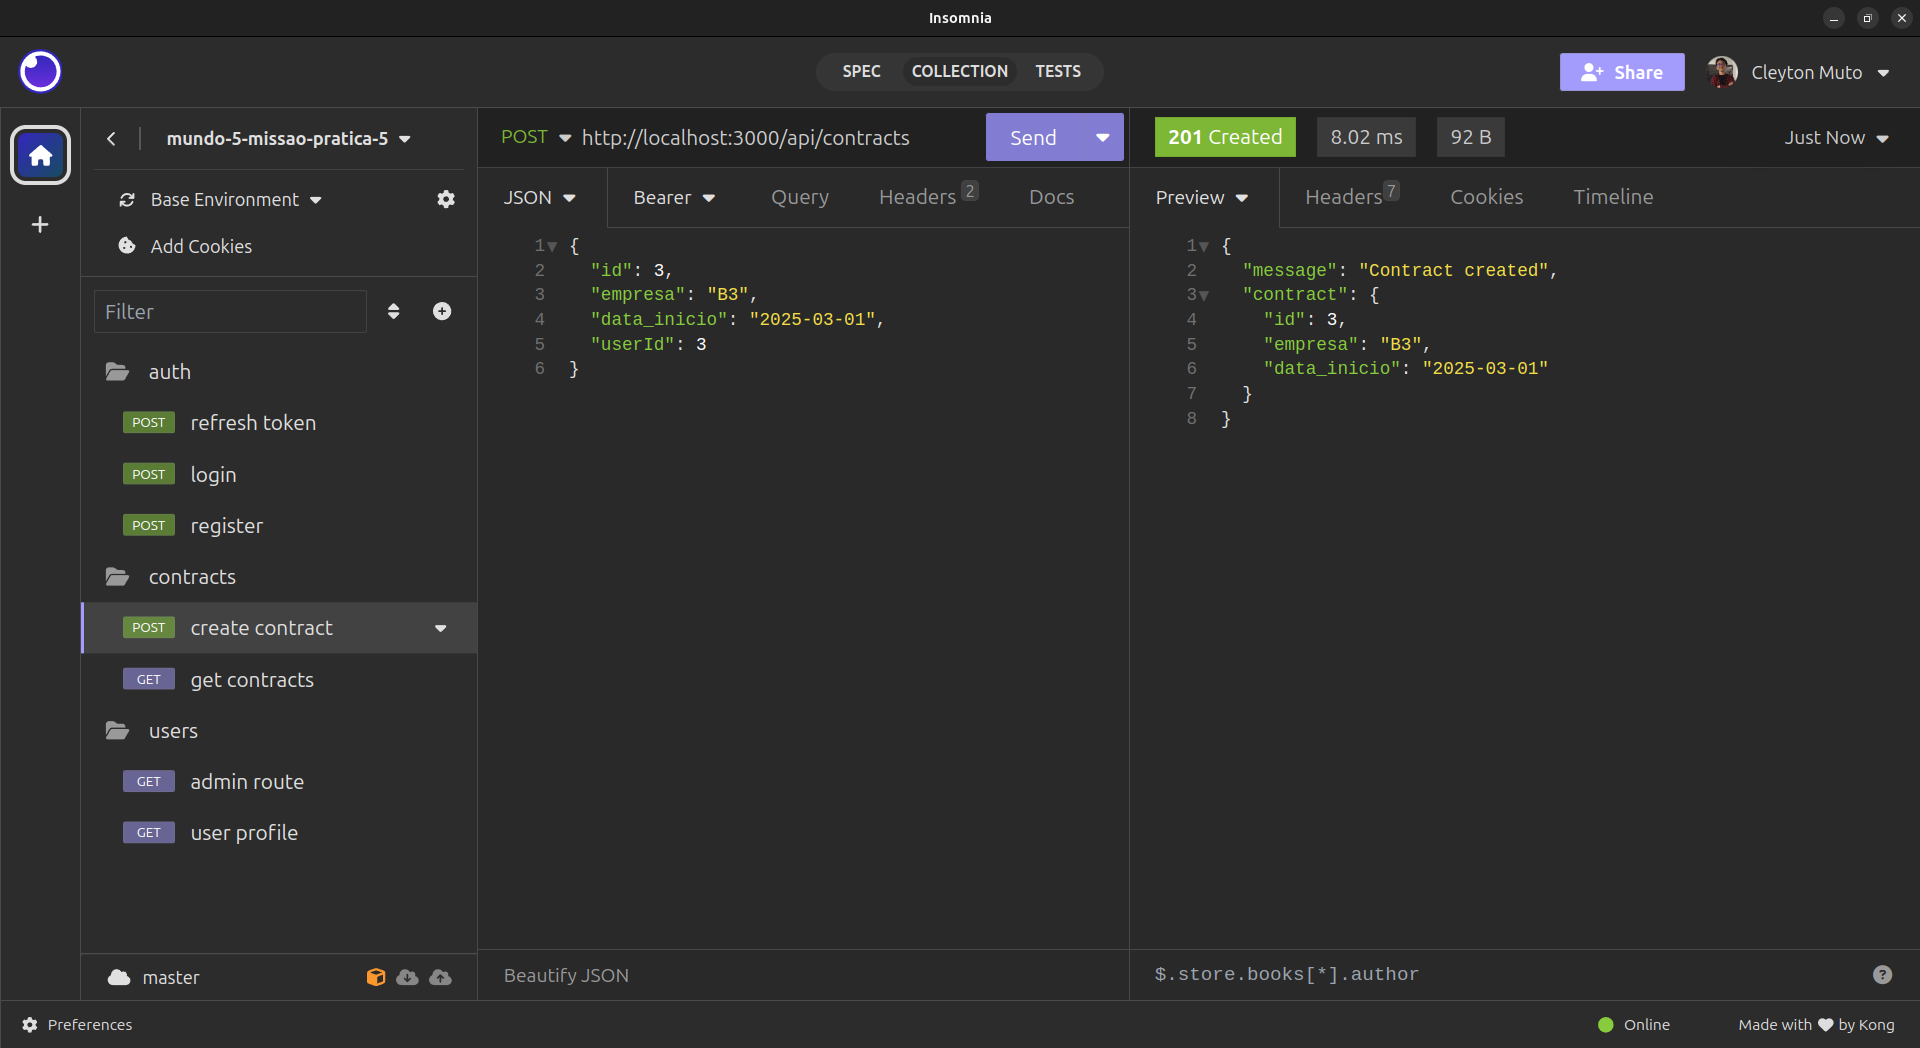 Insomnia
SPEC COLLECTION TESTS
Share
Cleyton Muto
mundo-5-missao-pratica-5
Base Environment
Add Cookies
Filter
auth
POST refresh token
POST login
POST register
contracts
POST create contract
GET get contracts
users
GET admin route
GET user profile
master
POST http://localhost:3000/api/contracts Send
JSON Bearer Query Headers 2 Docs
1 {
2 "id": 3,
3 "empresa": "B3",
4 "data_inicio": "2025-03-01",
5 "userId": 3
6 }
Beautify JSON
201 Created 8.02 ms 92 B Just Now
Preview Headers 7 Cookies Timeline
1 {
2 "message": "Contract created",
3 "contract": {
4 "id": 3,
5 "empresa": "B3",
6 "data_inicio": "2025-03-01"
7 }
8 }
$.store.books[*].author
?
Preferences
Online
Made with ♥ by Kong